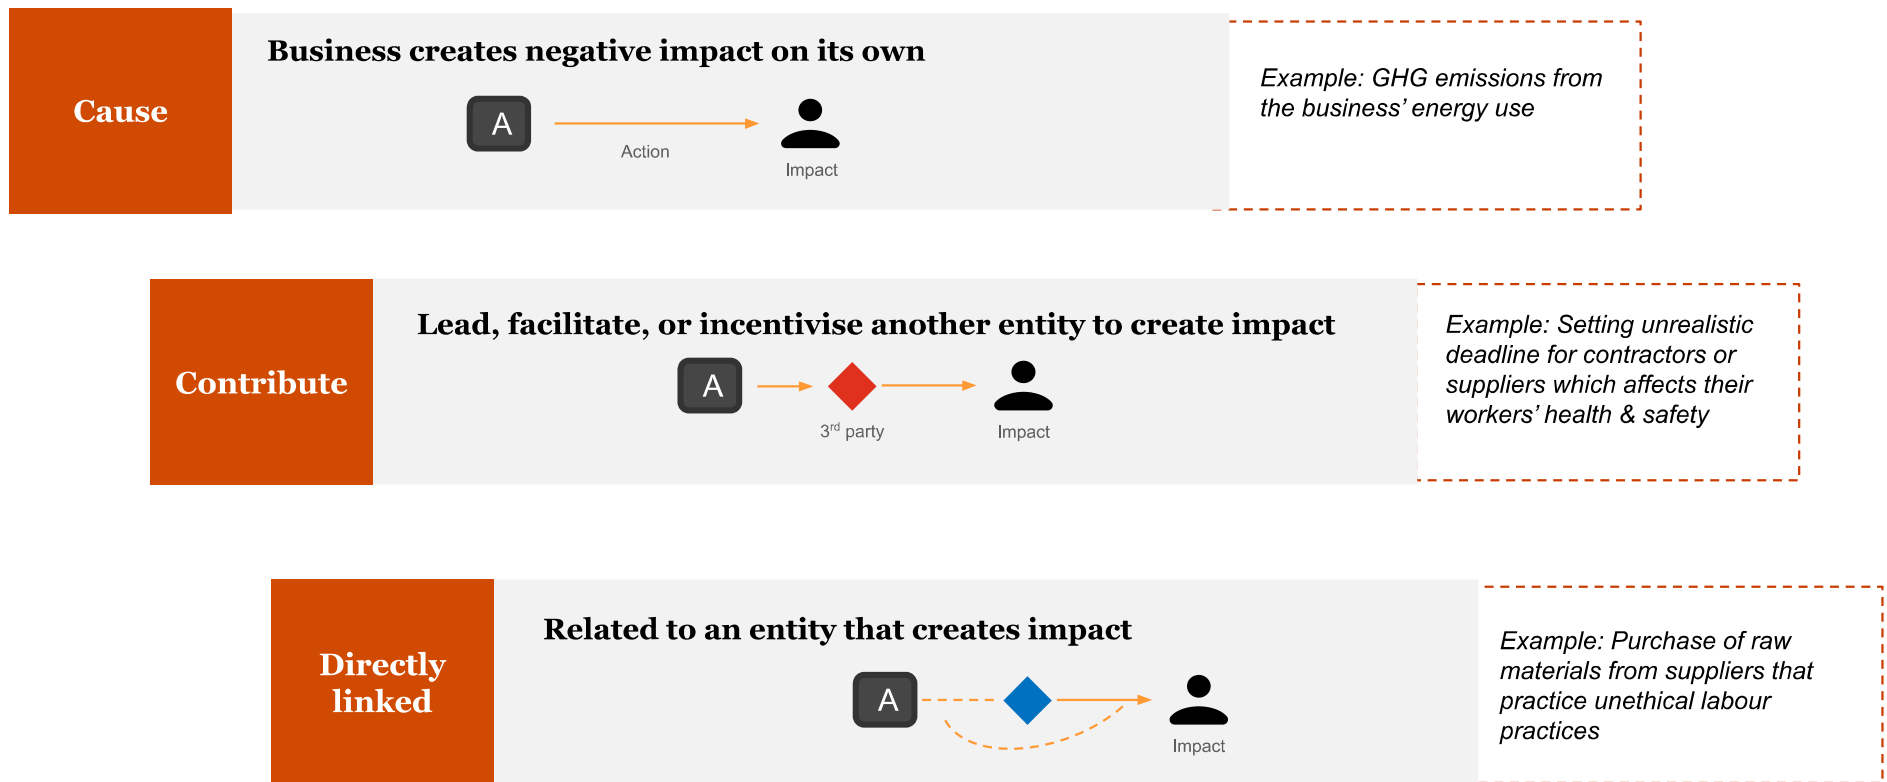 Cause
Business creates negative impact on its own
A
Action
Impact
Example: GHG emissions from
the business’ energy use
Contribute
Lead, facilitate, or incentivise another entity to create impact
A
3rd party
Impact
Example: Setting unrealistic
deadline for contractors or
suppliers which affects their
workers’ health & safety
Directly
linked
Related to an entity that creates impact
A
Impact
Example: Purchase of raw
materials from suppliers that
practice unethical labour
practices